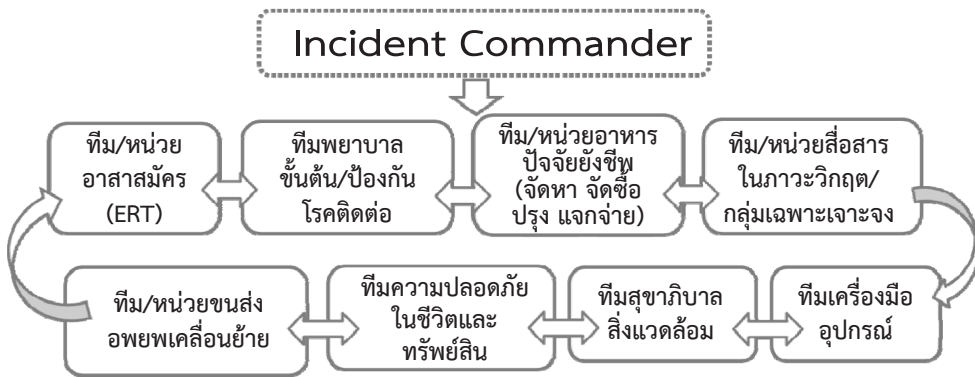 Incident Commander
ทีม/หน่วย
อาสาสมัคร
(ERT)
ทีมพยาบาล
ขั้นต้น/ป้องกัน
โรคติดต่อ
ทีม/หน่วยอาหาร
ปัจจัยยังชีพ
(จัดหา จัดซื้อ
ปรุง แจกจ่าย)
ทีม/หน่วยสื่อสาร
ในภาวะวิกฤต/
กลุ่มเฉพาะเจาะจง
ทีม/หน่วยขนส่ง
อพยพเคลื่อนย้าย
ทีมความปลอดภัย
ในชีวิตและ
ทรัพย์สิน
ทีมสุขาภิบาล
สิ่งแวดล้อม
ทีมเครื่องมือ
อุปกรณ์